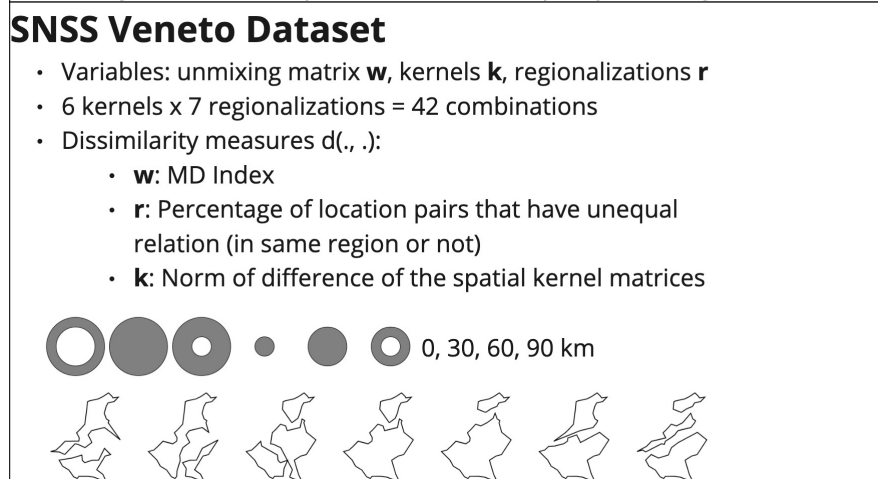 SNSS Veneto Dataset
• Variables: unmixing matrix w, kernels k, regionalizations r
• 6 kernels x 7 regionalizations = 42 combinations
• Dissimilarity measures d(., .):
• w: MD Index
• r: Percentage of location pairs that have unequal
relation (in same region or not)
• k: Norm of difference of the spatial kernel matrices
0, 30, 60, 90 km